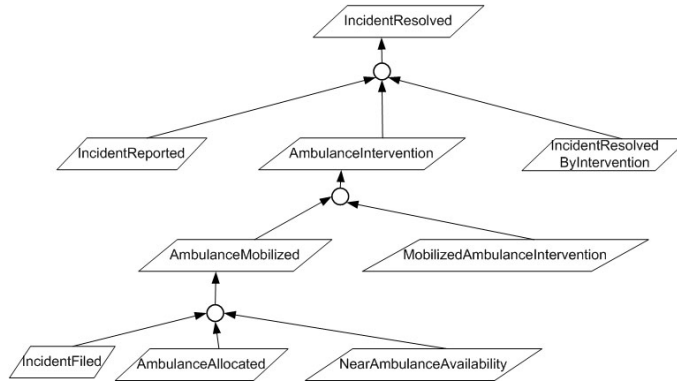 IncidentResolved
IncidentReported
AmbulanceIntervention
IncidentResolved
ByIntervention
AmbulanceMobilized
MobilizedAmbulanceIntervention
IncidentFiled
AmbulanceAllocated
NearAmbulanceAvailability